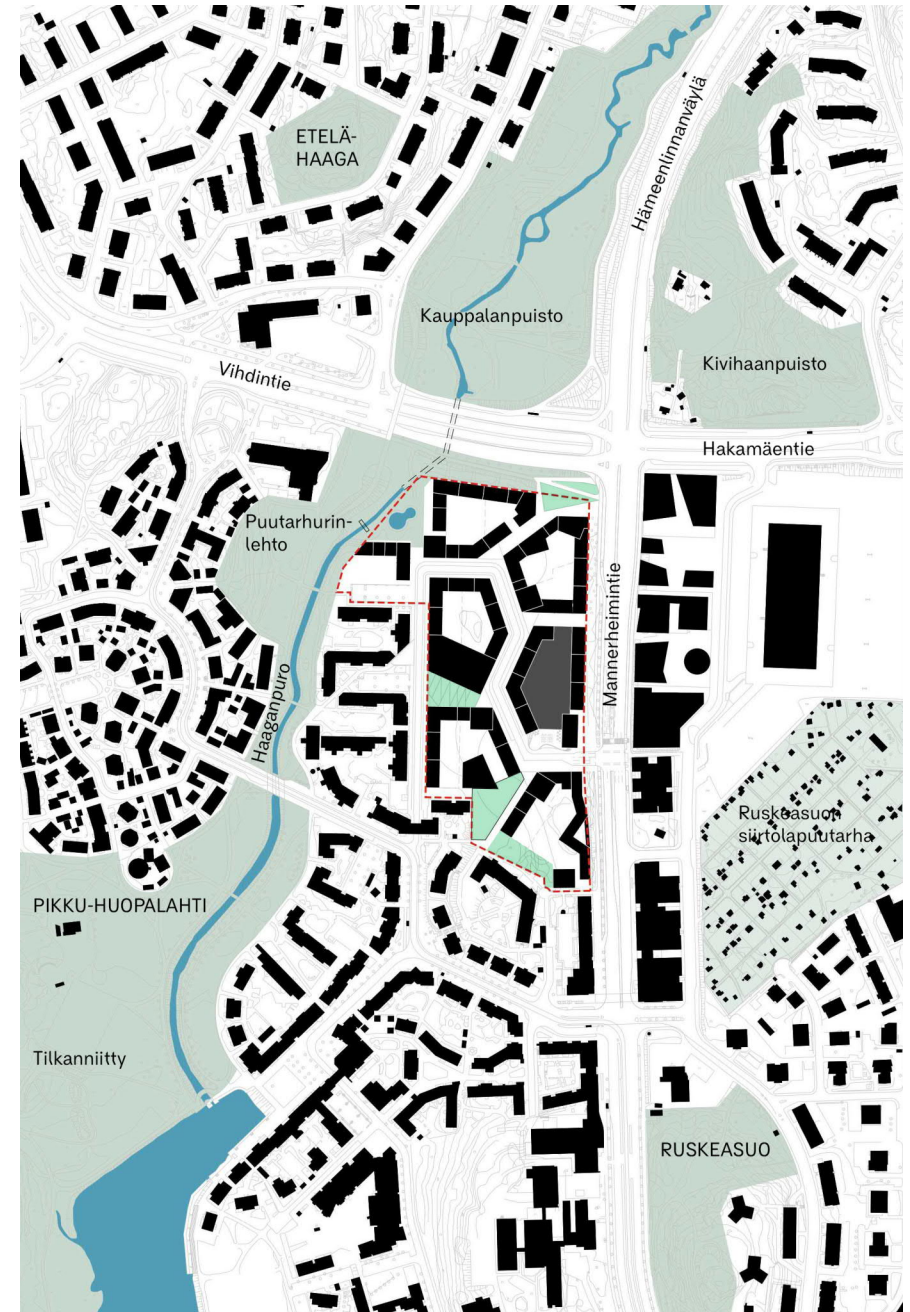 ETELÄ-
HAAGA
Hämeenlinnanväylä
Kauppalanpuisto
Kivihaanpuisto
Vihdintie
Hakamäentie
Puutarhurin-
lehto
Mannerheimintie
Haaganpuro
Ruskeasuon
siirtolapuutarha
PIKKU-HUOPALAHTI
Tilkanniitty
RUSKEASUO